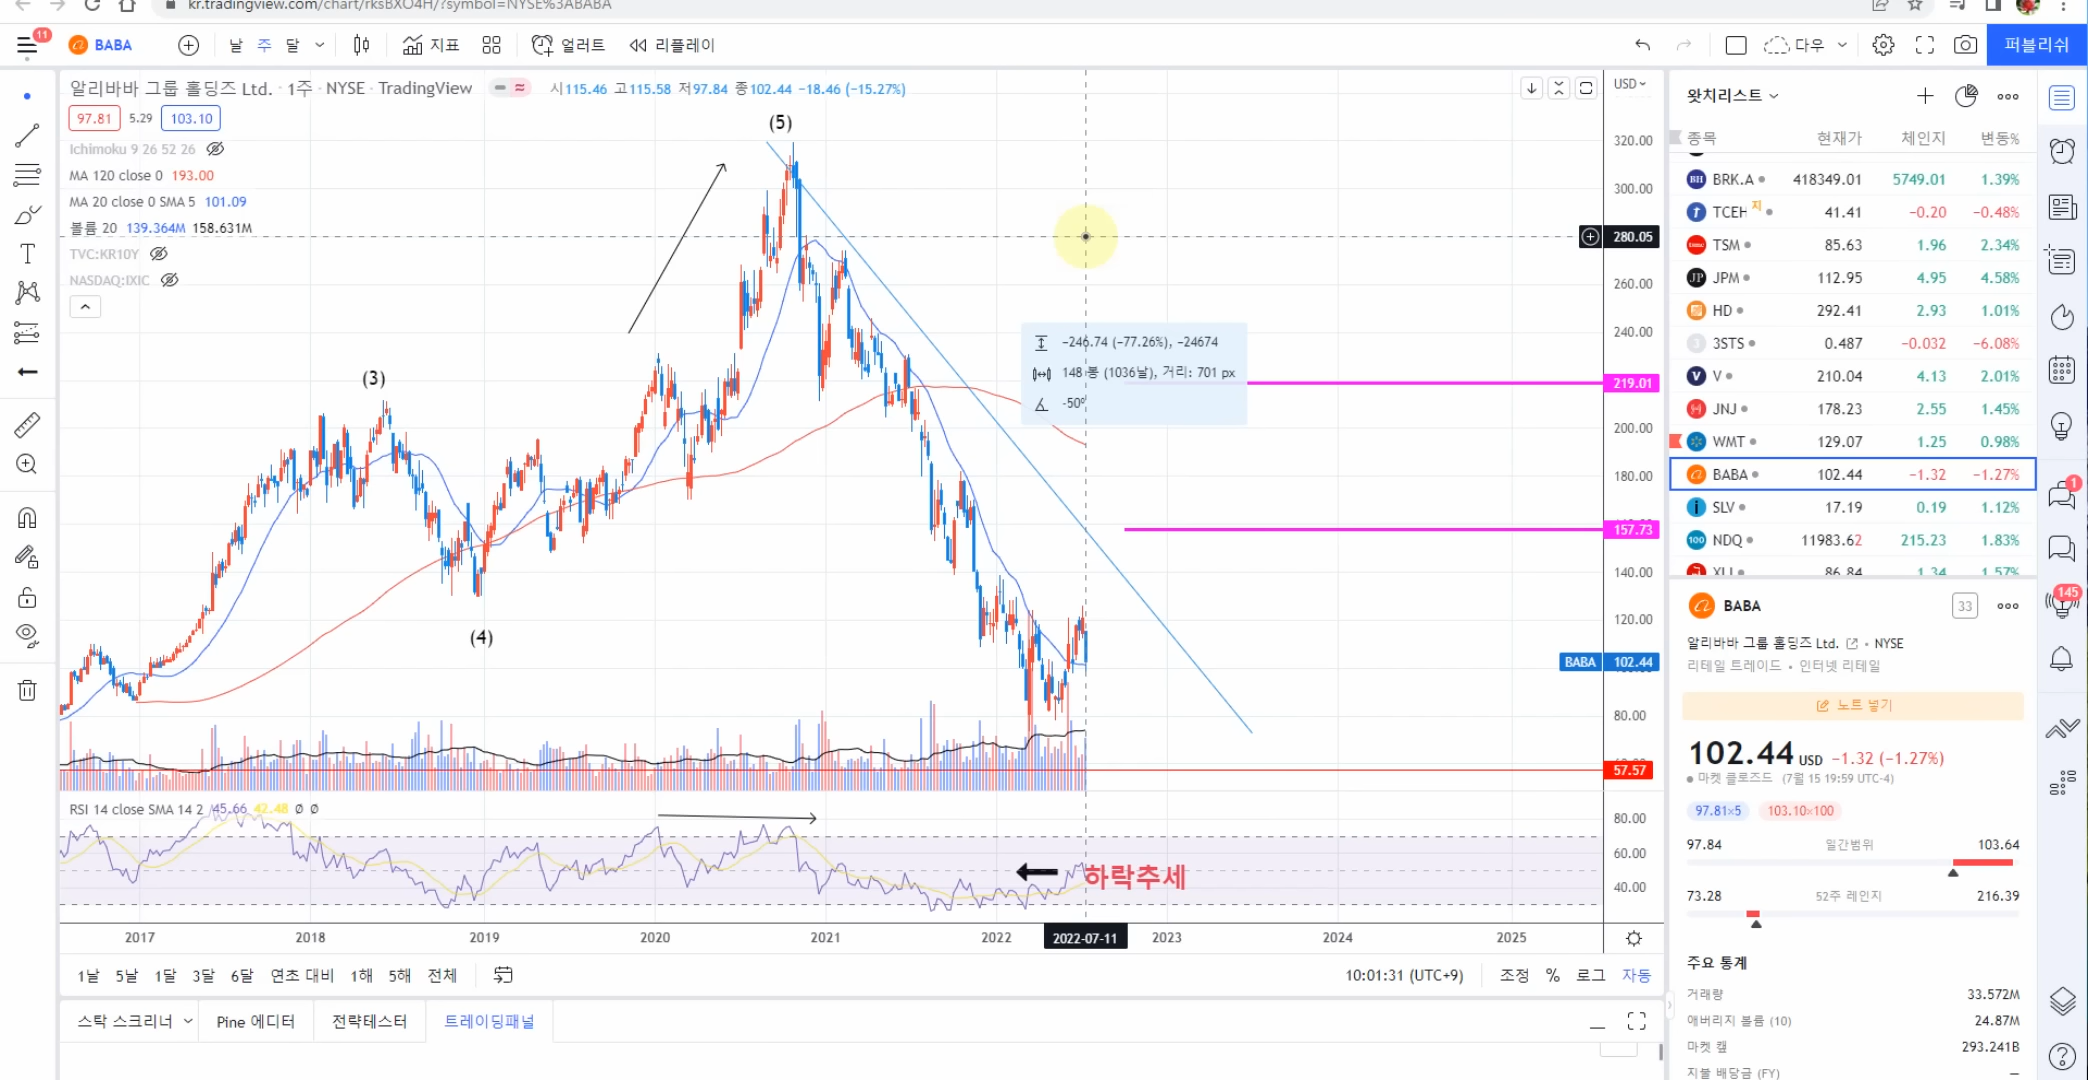 kr.tradingview.com/chart/rksBXO4H/?symbol=NYSE%3ABABA
11
BABA 날 주 달 지표 얼러트 리플레이 다우 퍼블리쉬
알리바바 그룹 홀딩즈 Ltd. · 1주 · NYSE · TradingView 시115.46 고115.58 저97.84 종102.44 −18.46 (−15.27%)
97.81 5.29 103.10
Ichimoku 9 26 52 26
MA 120 close 0 193.00
MA 20 close 0 SMA 5 101.09
볼륨 20 139.364M 158.631M
TVC:KR10Y
NASDAQ:IXIC
(5)
(3)
(4)
−246.74 (−77.26%), −24674
148 봉 (1036날), 거리: 701 px
-50º
USD
320.00
300.00
280.05
260.00
240.00
219.01
200.00
180.00
157.73
140.00
120.00
BABA 102.44
80.00
57.57
RSI 14 close SMA 14 2 45.66 42.48 Ø Ø
하락추세
80.00
60.00
40.00
2017 2018 2019 2020 2021 2022 2022-07-11 2023 2024 2025
1날 5날 1달 3달 6달 연초 대비 1해 5해 전체
10:01:31 (UTC+9) 조정 % 로그 자동
스탁 스크리너 Pine 에디터 전략테스터 트레이딩패널
왓치리스트
종목 현재가 체인지 변동%
BRK.A 418349.01 5749.01 1.39%
TCEH 지 41.41 −0.20 −0.48%
TSM 85.63 1.96 2.34%
JPM 112.95 4.95 4.58%
HD 292.41 2.93 1.01%
3STS 0.487 −0.032 −6.08%
V 210.04 4.13 2.01%
JNJ 178.23 2.55 1.45%
WMT 129.07 1.25 0.98%
BABA 102.44 −1.32 −1.27%
SLV 17.19 0.19 1.12%
NDQ 11983.62 215.23 1.83%
86.84 1.34 1.57%
BABA 33
알리바바 그룹 홀딩즈 Ltd. • NYSE
리테일 트레이드 • 인터넷 리테일
노트 넣기
102.44 USD −1.32 (−1.27%)
마켓 클로즈드 (7월 15 19:59 UTC-4)
97.81×5 103.10×100
97.84 일간범위 103.64
73.28 52주 레인지 216.39
주요 통계
거래량 33.572M
애버리지 볼륨 (10) 24.87M
마켓 캡 293.241B
지불 배당금 (FY) —
1
145